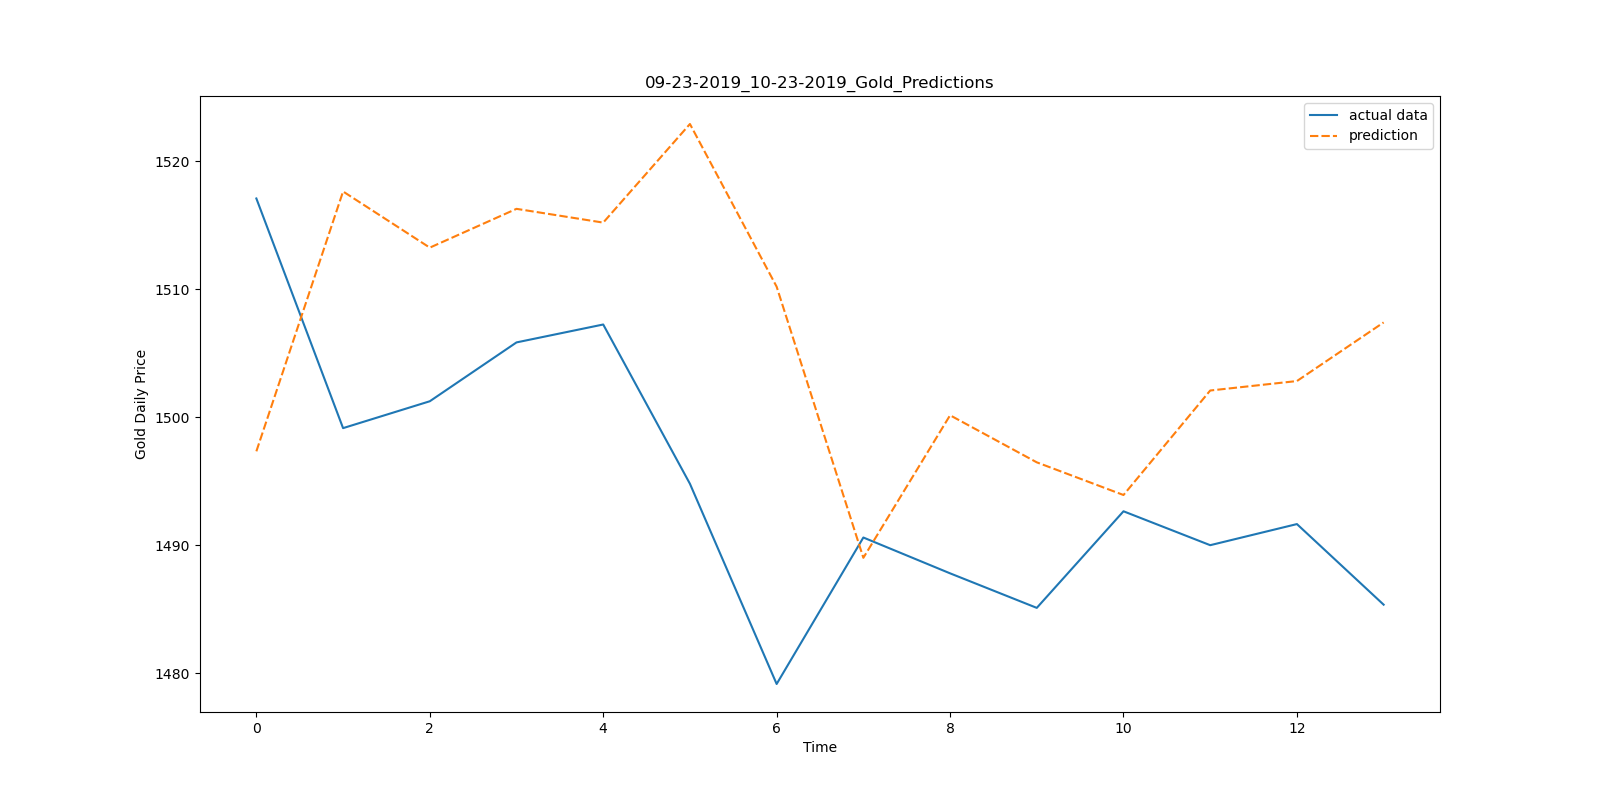 09-23-2019_10-23-2019_Gold_Predictions
actual data
prediction
1520
1510
1500
1490
1480
Gold Daily Price
0 2 4 6 8 10 12
Time